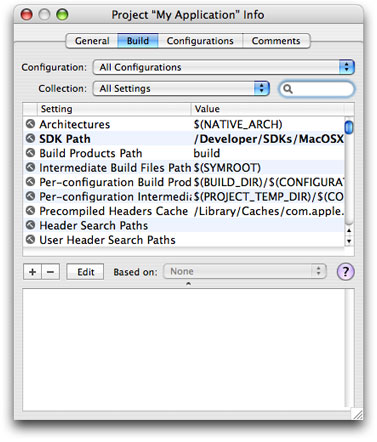 Project “My Application” Info
General Build Configurations Comments
Configuration: All Configurations
Collection: All Settings
Setting Value
Architectures $(NATIVE_ARCH)
SDK Path /Developer/SDKs/MacOSX
Build Products Path build
Intermediate Build Files Path $(SYMROOT)
Per-configuration Build Prod $(BUILD_DIR)/$(CONFIGURA
Per-configuration Intermedia $(PROJECT_TEMP_DIR)/$(CO
Precompiled Headers Cache /Library/Caches/com.apple.
Header Search Paths
User Header Search Paths
+ − Edit Based on: None ?